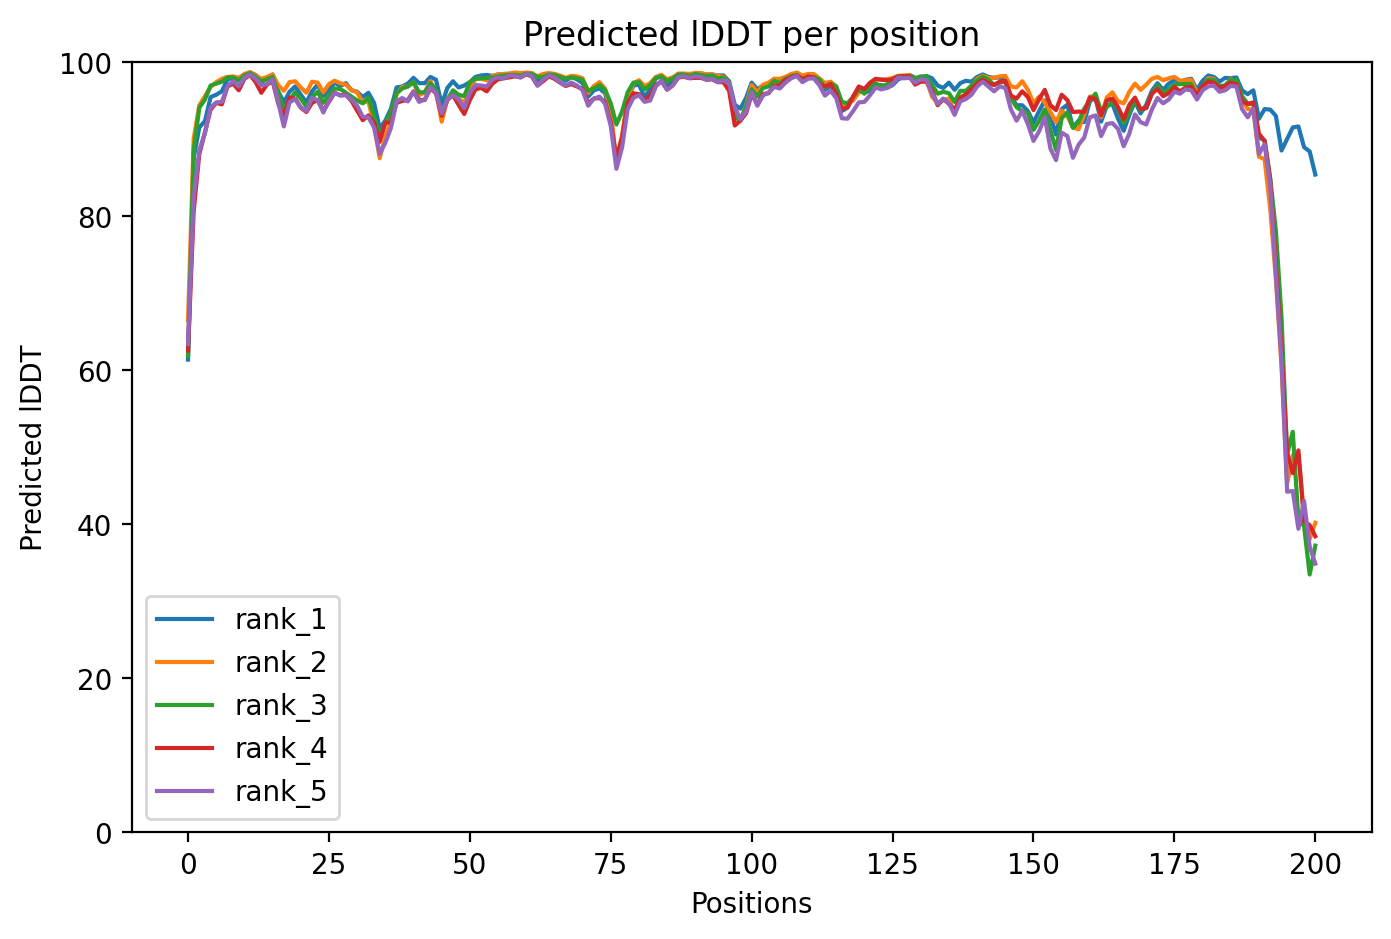 Predicted lDDT per position
100
80
60
40
20
0
Predicted lDDT
rank_1
rank_2
rank_3
rank_4
rank_5
0 25 50 75 100 125 150 175 200
Positions